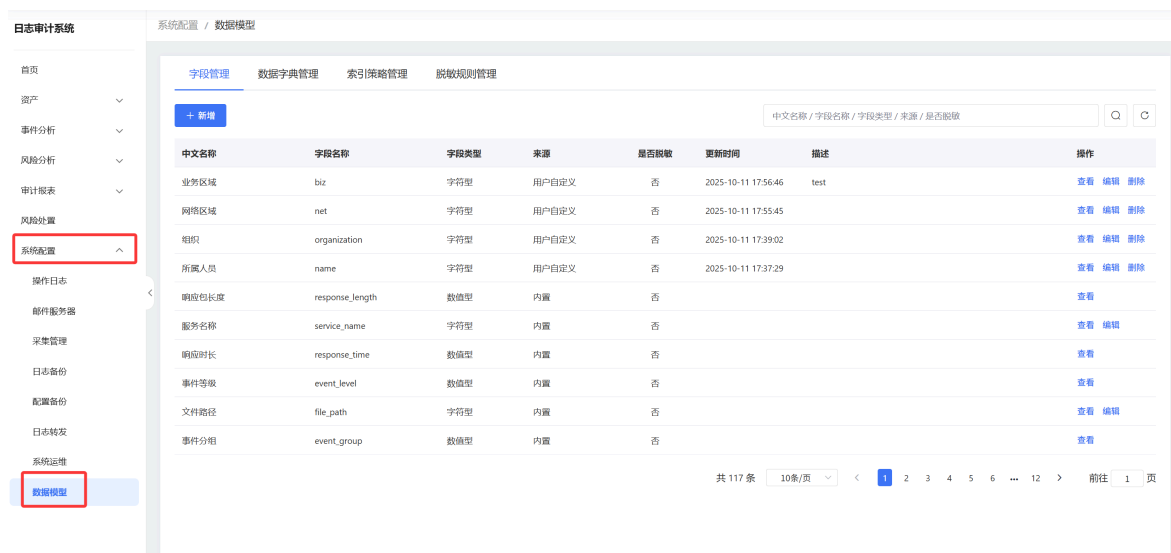 日志审计系统
系统配置 / 数据模型
首页
资产
事件分析
风险分析
审计报表
风险处置
系统配置
操作日志
邮件服务器
采集管理
日志备份
配置备份
日志转发
系统运维
数据模型
字段管理 数据字典管理 索引策略管理 脱敏规则管理
+ 新增
中文名称 / 字段名称 / 字段类型 / 来源 / 是否脱敏
中文名称 字段名称 字段类型 来源 是否脱敏 更新时间 描述 操作
业务区域 biz 字符型 用户自定义 否 2025-10-11 17:56:46 test 查看 编辑 删除
网络区域 net 字符型 用户自定义 否 2025-10-11 17:55:45 查看 编辑 删除
组织 organization 字符型 用户自定义 否 2025-10-11 17:39:02 查看 编辑 删除
所属人员 name 字符型 用户自定义 否 2025-10-11 17:37:29 查看 编辑 删除
响应包长度 response_length 数值型 内置 否 查看
服务名称 service_name 字符型 内置 否 查看 编辑
响应时长 response_time 数值型 内置 否 查看
事件等级 event_level 数值型 内置 否 查看
文件路径 file_path 字符型 内置 否 查看 编辑
事件分组 event_group 数值型 内置 否 查看
共 117 条 10条/页 < 1 2 3 4 5 6 ••• 12 > 前往 1 页